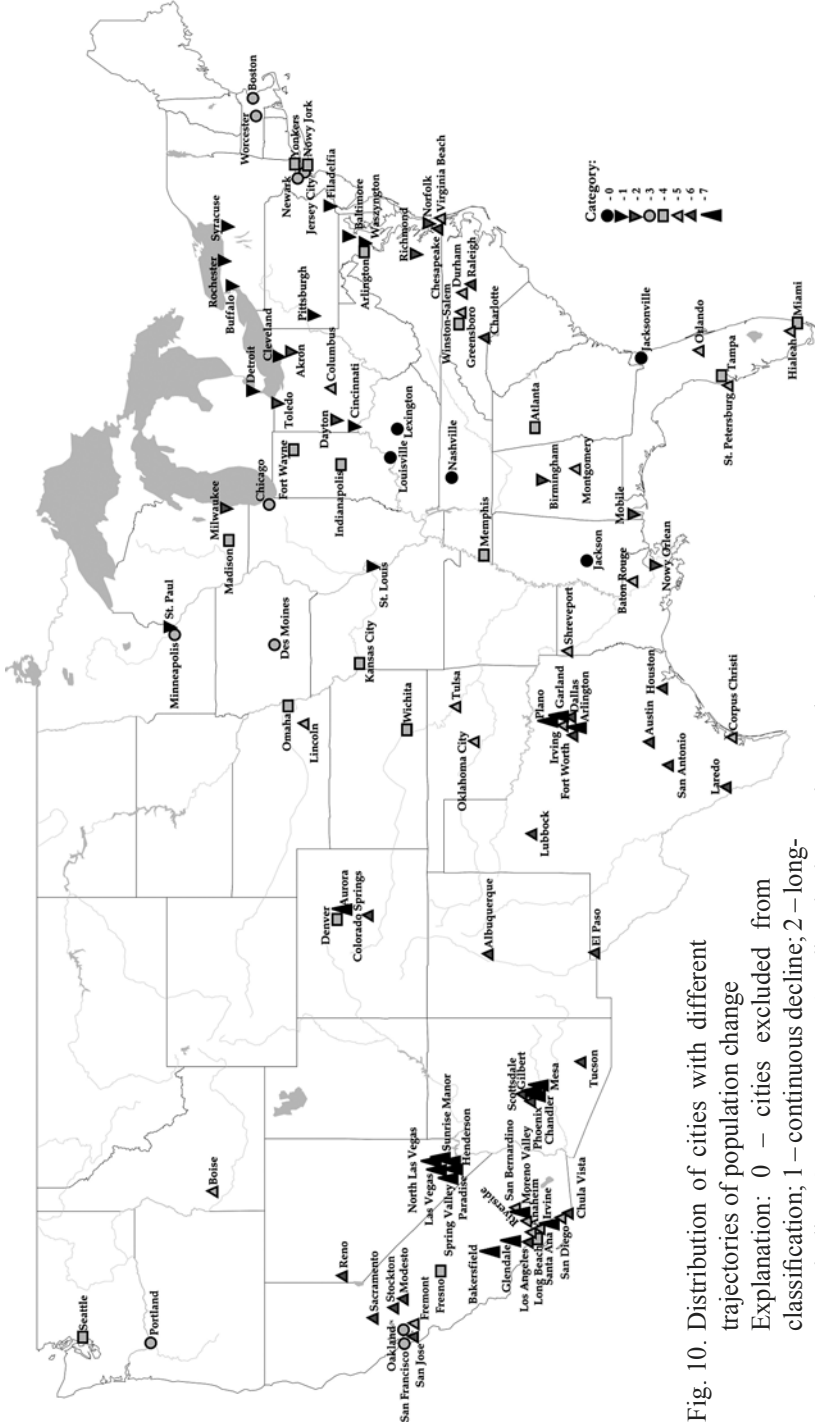 Seattle
Portland
Boise
Minneapolis
St. Paul
Milwaukee
Madison
Detroit
Rochester
Syracuse
Buffalo
Worcester
Boston
Newark
Yonkers
Nowy Jork
Jersey City
Filadelfia
Baltimore
Waszyngton
Arlington
Pittsburgh
Cleveland
Akron
Toledo
Columbus
Dayton
Cincinnati
Chicago
Fort Wayne
Indianapolis
Des Moines
Omaha
Lincoln
Kansas City
St. Louis
Louisville
Lexington
Richmond
Norfolk
Chesapeake
Virginia Beach
Durham
Winston-Salem
Raleigh
Greensboro
Charlotte
Nashville
Memphis
Atlanta
Birmingham
Montgomery
Mobile
Jackson
Jacksonville
Orlando
Tampa
St. Petersburg
Hialeah
Miami
Baton Rouge
Nowy Orlean
Shreveport
Denver
Aurora
Colorado Springs
Wichita
Tulsa
Oklahoma City
Plano
Garland
Irving
Dallas
Fort Worth
Arlington
Lubbock
Houston
Austin
San Antonio
Corpus Christi
Laredo
Albuquerque
El Paso
Reno
Sacramento
Stockton
Modesto
Oakland
San Francisco
Fremont
San Jose
Fresno
North Las Vegas
Las Vegas
Sunrise Manor
Spring Valley
Henderson
Paradise
Bakersfield
Glendale
Riverside
San Bernardino
Moreno Valley
Los Angeles
Anaheim
Long Beach
Irvine
Santa Ana
San Diego
Chula Vista
Scottsdale
Gilbert
Phoenix
Mesa
Chandler
Tucson
Category:
- 0
- 1
- 2
- 3
- 4
- 5
- 6
- 7
Fig. 10. Distribution of cities with different
trajectories of population change
Explanation: 0 – cities excluded from
classification; 1 – continuous decline; 2 – long-